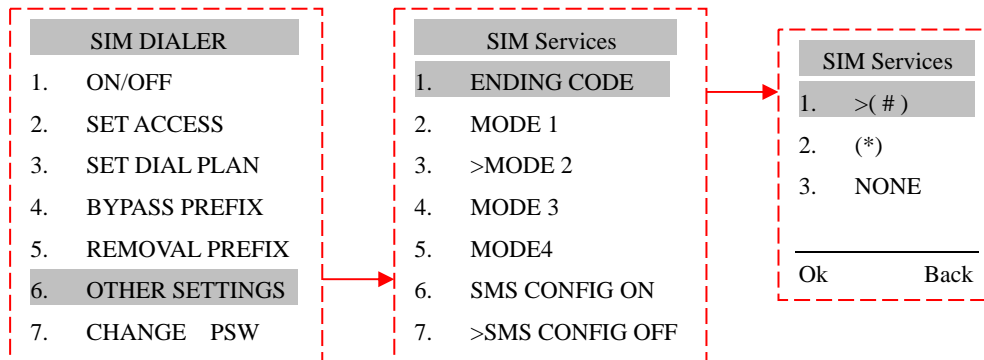 SIM DIALER
1. ON/OFF
2. SET ACCESS
3. SET DIAL PLAN
4. BYPASS PREFIX
5. REMOVAL PREFIX
6. OTHER SETTINGS
7. CHANGE PSW
SIM Services
1. ENDING CODE
2. MODE 1
3. >MODE 2
4. MODE 3
5. MODE4
6. SMS CONFIG ON
7. >SMS CONFIG OFF
SIM Services
1. >( # )
2. (*)
3. NONE
Ok Back